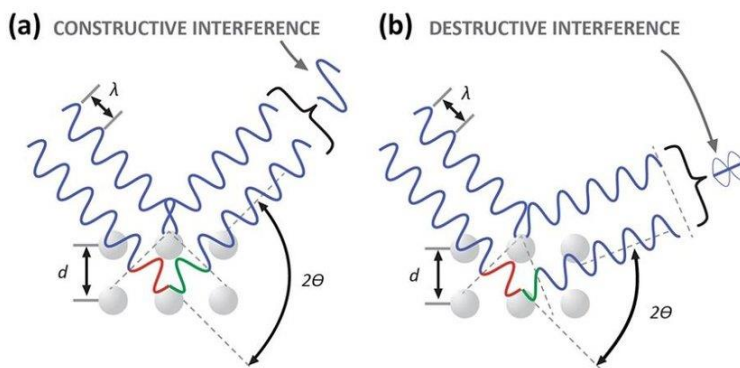 (a) CONSTRUCTIVE INTERFERENCE
λ
d
2Θ
(b) DESTRUCTIVE INTERFERENCE
λ
d
2Θ